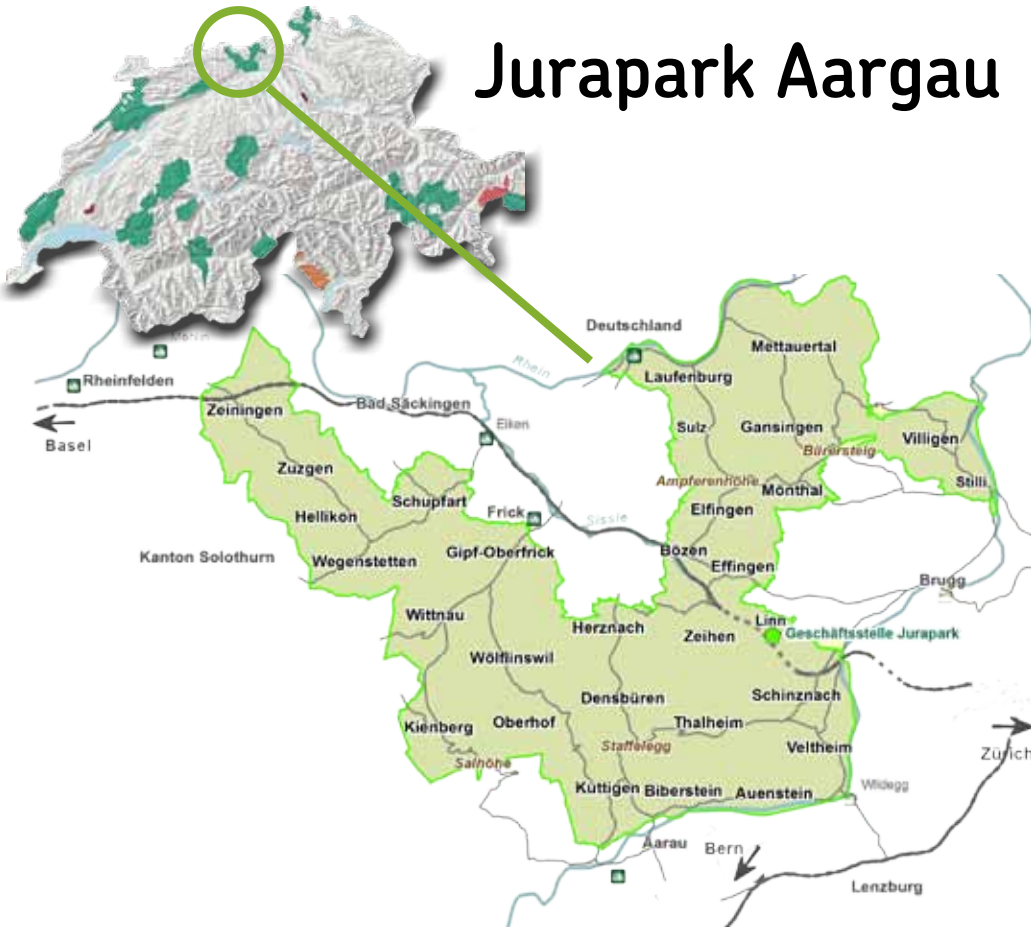 Jurapark Aargau
Deutschland
Rhein
Mettauertal
Rheinfelden
Laufenburg
Zeiningen
Bad Säckingen
Basel
Eiken
Sulz
Gansingen
Villigen
Bürersteig
Zuzgen
Ampferenhöhe
Mönthal
Stilli
Schupfart
Frick
Elfingen
Hellikon
Sissle
Kanton Solothurn
Wegenstetten
Gipf-Oberfrick
Bözen
Effingen
Brugg
Wittnau
Herznach
Zeihen
Linn
Geschäftsstelle Jurapark
Wölflinswil
Densbüren
Schinznach
Kienberg
Oberhof
Thalheim
Staffelegg
Veltheim
Zürich
Salhöhe
Küttigen
Biberstein
Auenstein
Wildegg
Aarau
Bern
Lenzburg